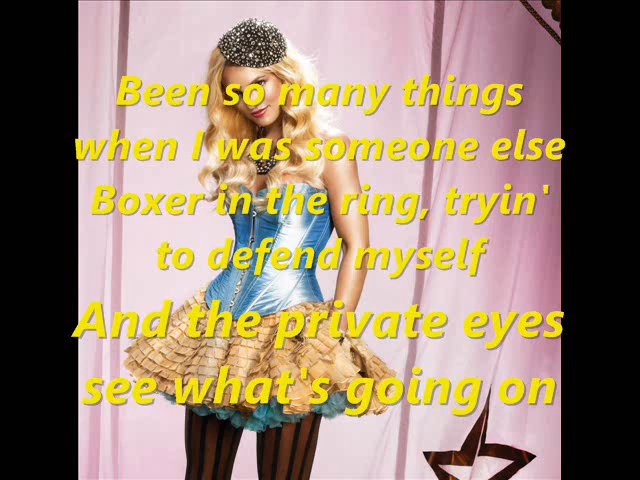 Been so many things
when I was someone else
Boxer in the ring, tryin'
to defend myself
And the private eyes
see what's going on